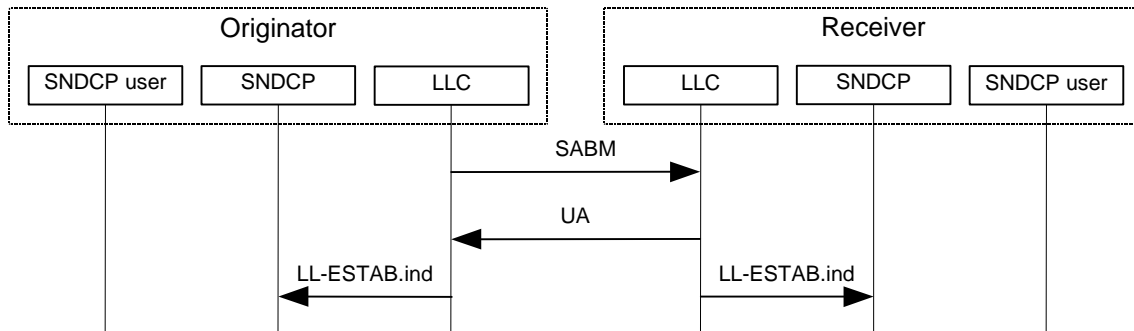 Originator
Receiver
SNDCP user
SNDCP
LLC
LLC
SNDCP
SNDCP user
SABM
UA
LL-ESTAB.ind
LL-ESTAB.ind